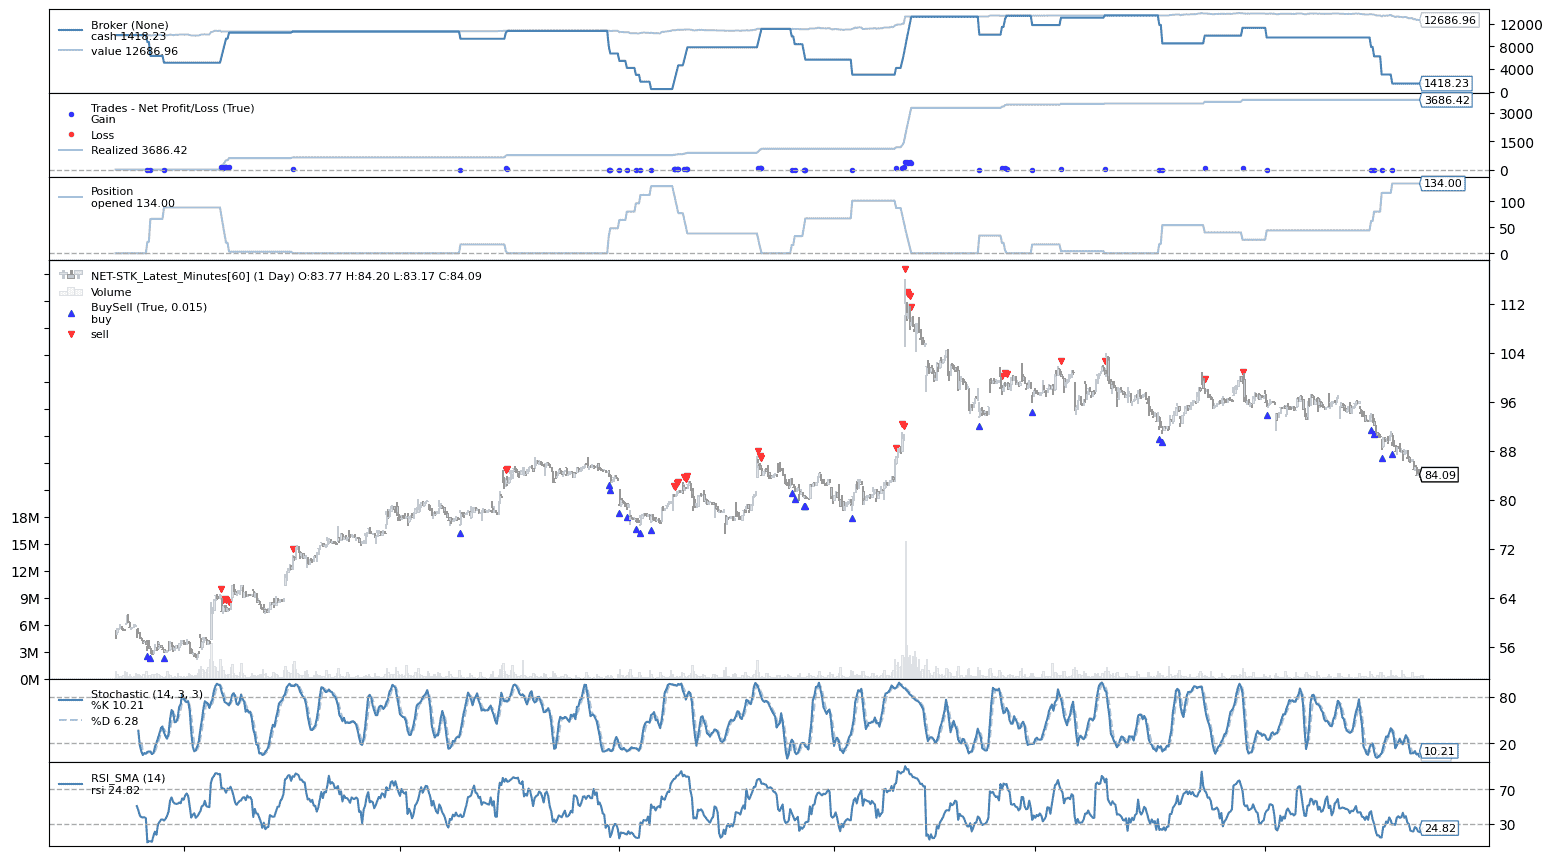 Broker (None)
cash 1418.23
value 12686.96
12686.96
12000
8000
4000
1418.23
0
Trades - Net Profit/Loss (True)
Gain
Loss
Realized 3686.42
3686.42
3000
1500
0
Position
opened 134.00
134.00
100
50
0
NET-STK_Latest_Minutes[60] (1 Day) O:83.77 H:84.20 L:83.17 C:84.09
Volume
BuySell (True, 0.015)
buy
sell
112
104
96
88
84.09
80
72
64
56
18M
15M
12M
9M
6M
3M
0M
Stochastic (14, 3, 3)
%K 10.21
%D 6.28
80
20
10.21
RSI_SMA (14)
rsi 24.82
70
30
24.82